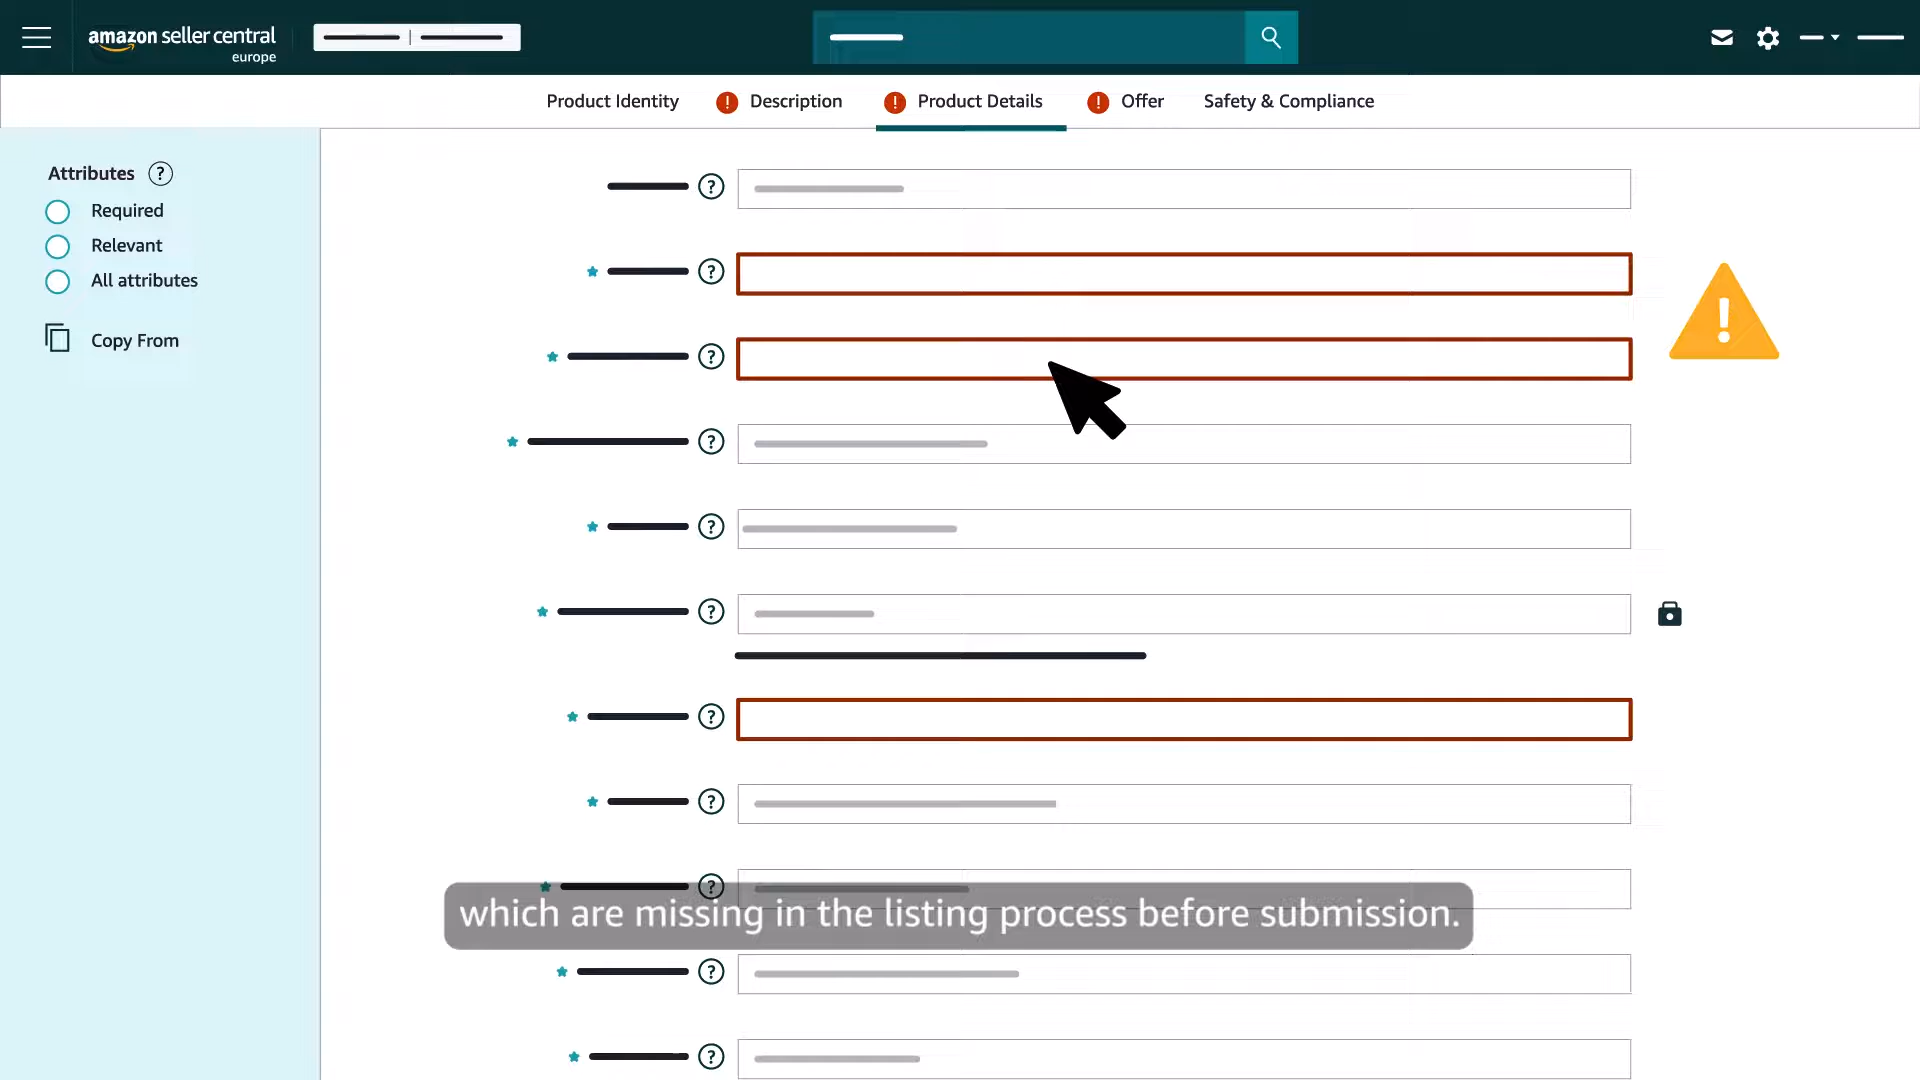 amazon seller central
europe
Product Identity
! Description
! Product Details
! Offer
Safety & Compliance
Attributes ?
Required
Relevant
All attributes
Copy From
?
?
?
?
?
?
?
?
?
?
?
!
which are missing in the listing process before submission.